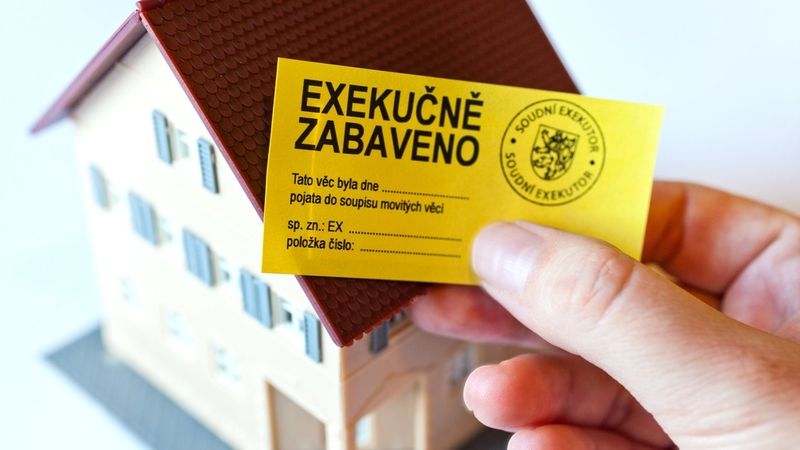 EXEKUČNĚ
ZABAVENO
Tato věc byla dne ........................
pojata do soupisu movitých věcí
sp. zn.: EX ................................
položka číslo: ............................
SOUDNÍ EXEKUTOR • SOUDNÍ EXEKUTOR •